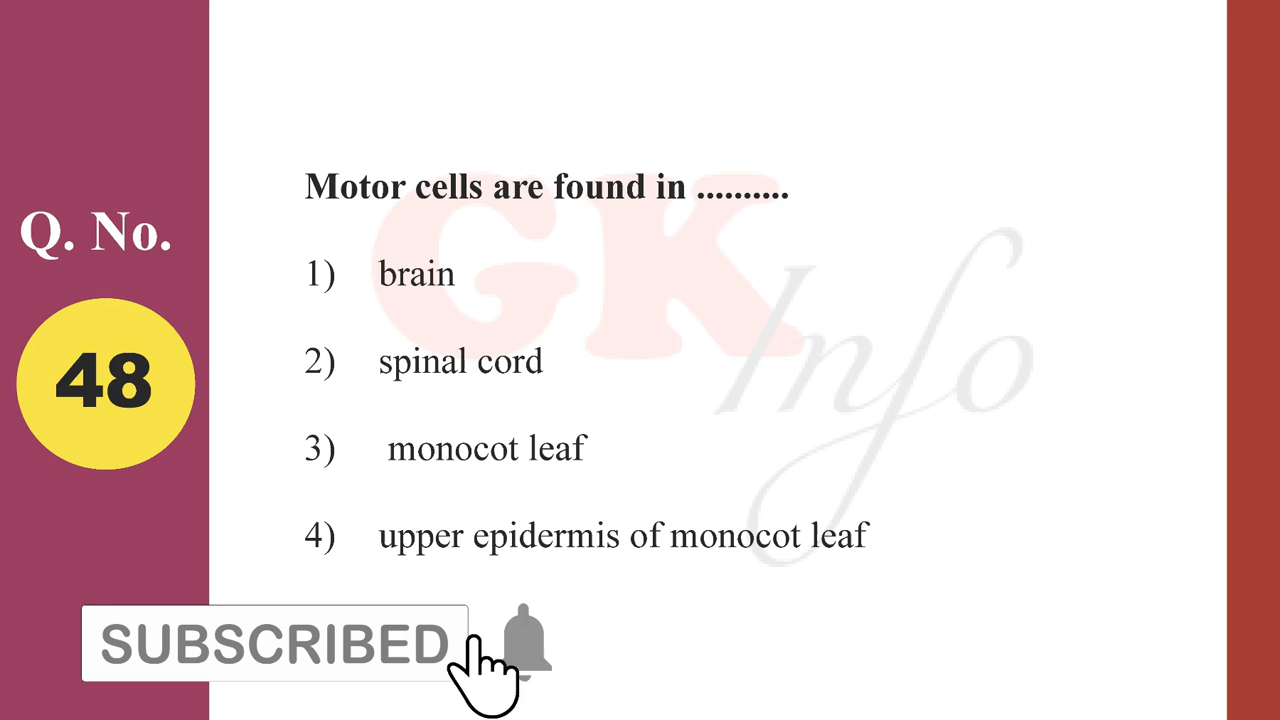 Q. No.
48
Motor cells are found in ..........
1) brain
2) spinal cord
3) monocot leaf
4) upper epidermis of monocot leaf
GK
Info
SUBSCRIBED